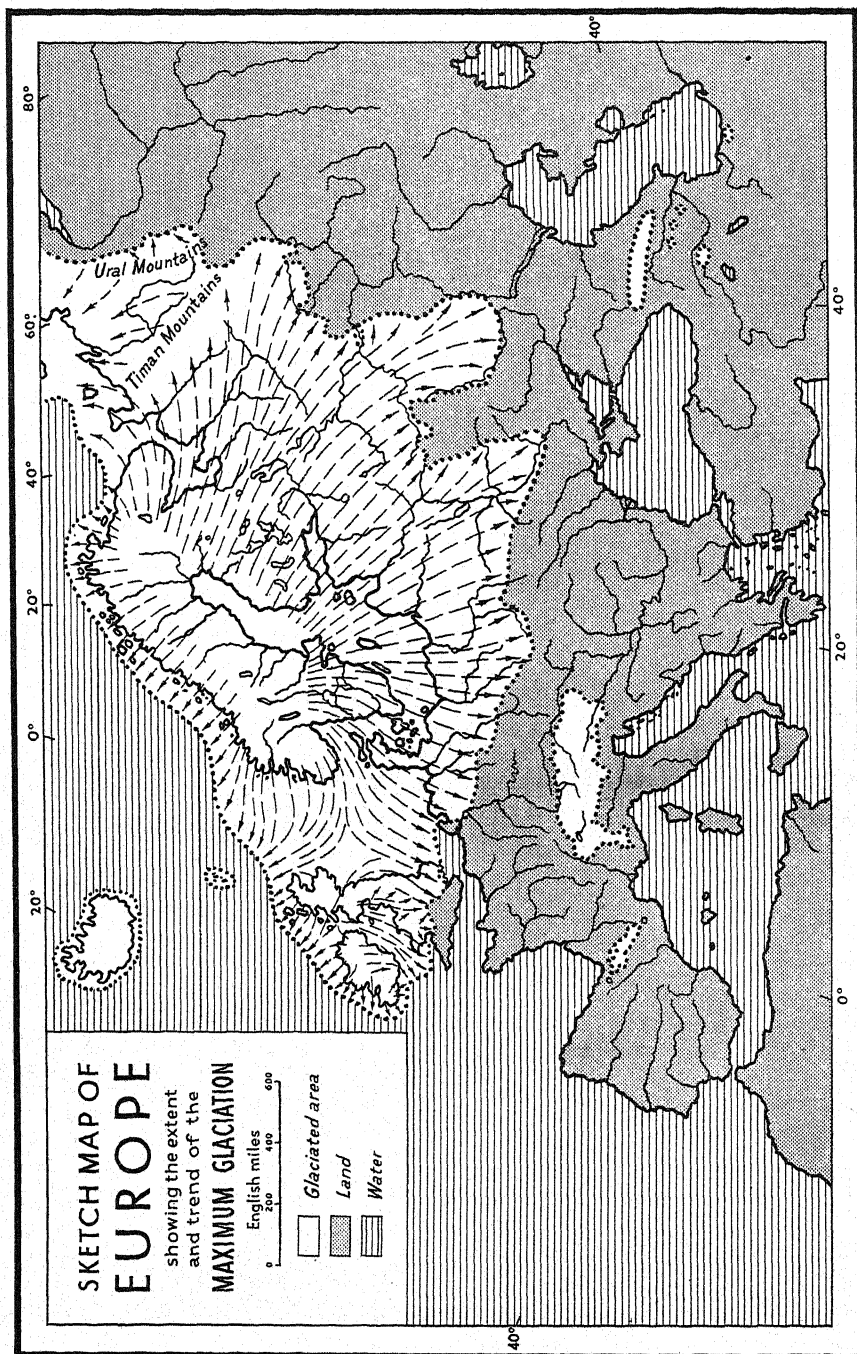 SKETCH MAP OF
EUROPE
showing the extent
and trend of the
MAXIMUM GLACIATION
English miles
0 200 400 600
Glaciated area
Land
Water
20° 0° 20° 40° 60° 80°
Ural Mountains
Timan Mountains
40° 40°
0° 20° 40°